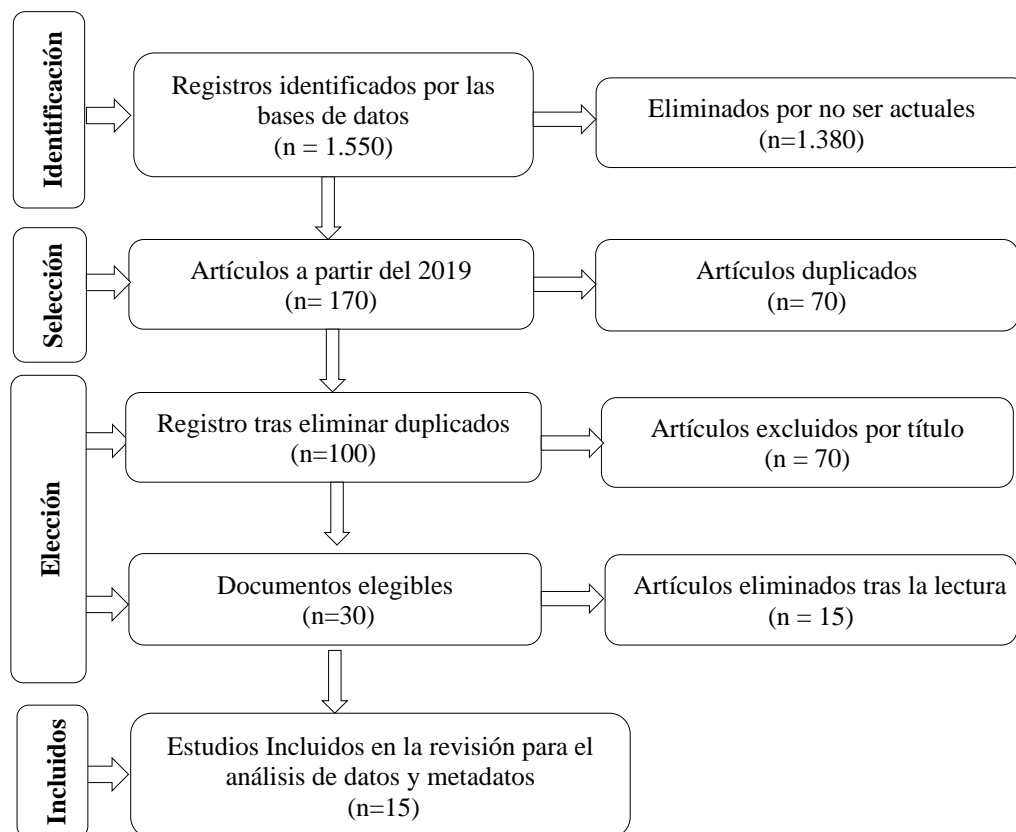 Identificación
Registros identificados por las
bases de datos
(n = 1.550)
Eliminados por no ser actuales
(n=1.380)
Selección
Artículos a partir del 2019
(n= 170)
Artículos duplicados
(n= 70)
Elección
Registro tras eliminar duplicados
(n=100)
Artículos excluidos por título
(n = 70)
Documentos elegibles
(n=30)
Artículos eliminados tras la lectura
(n = 15)
Incluidos
Estudios Incluidos en la revisión para el
análisis de datos y metadatos
(n=15)